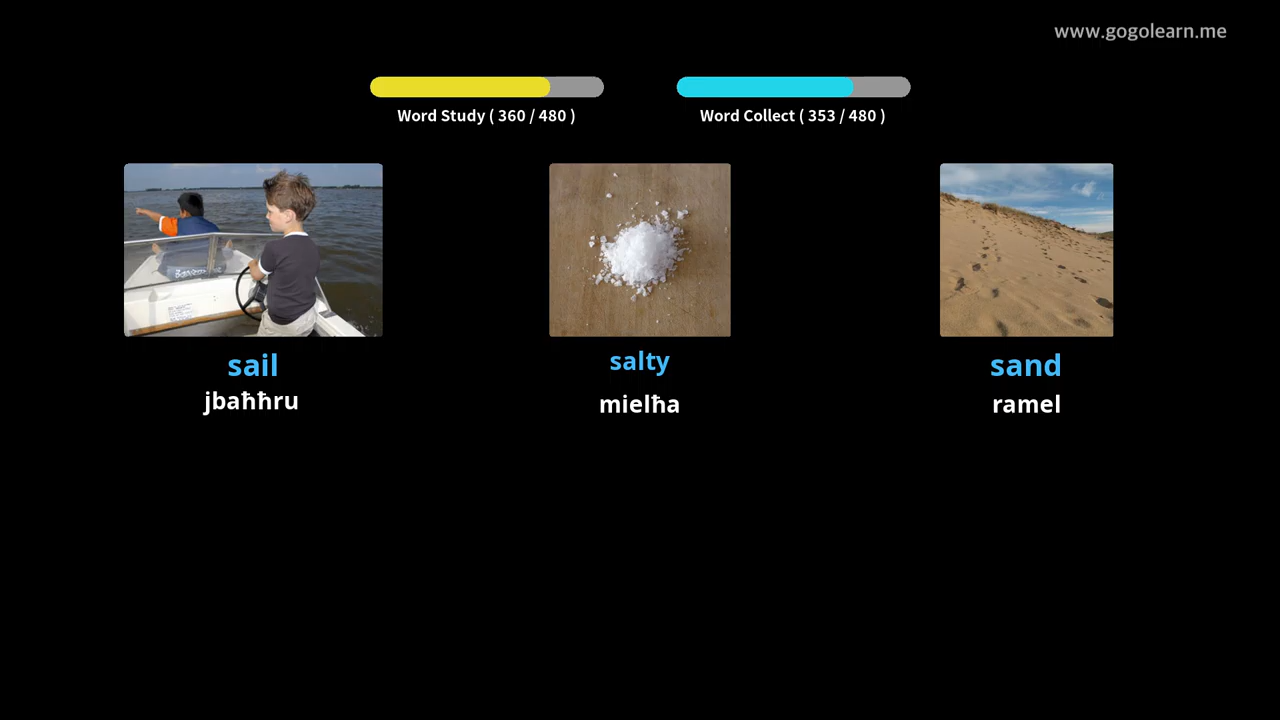 www.gogolearn.me
Word Study ( 360 / 480 )
Word Collect ( 353 / 480 )
sail
jbaħħru
salty
mielħa
sand
ramel